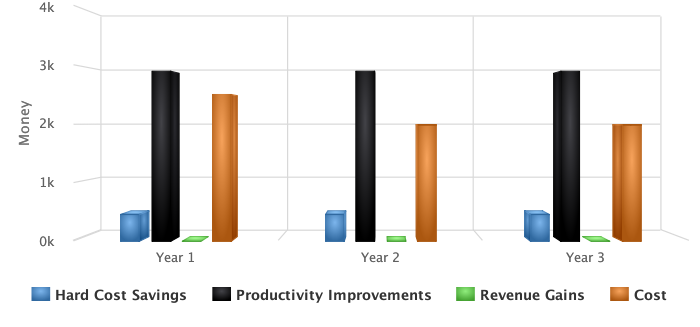 4k
3k
2k
1k
0k
Money
Year 1 Year 2 Year 3
Hard Cost Savings Productivity Improvements Revenue Gains Cost